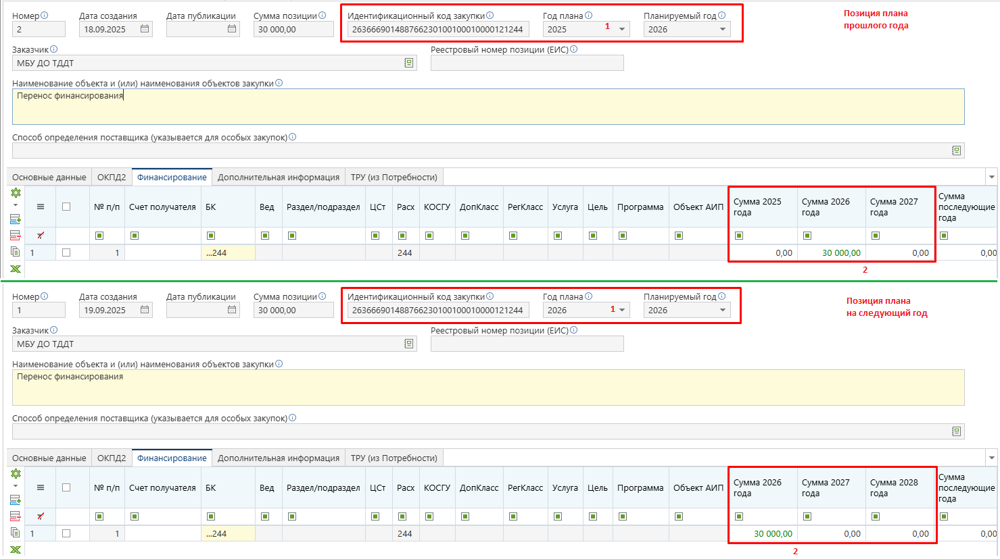 Номер Дата создания Дата публикации Сумма позиции Идентификационный код закупки Год плана Планируемый год
2 18.09.2025 30 000,00 263666901488766230100100010000121244 2025 1 2026
Позиция плана
прошлого года
Заказчик Реестровый номер позиции (ЕИС)
МБУ ДО ТДДТ
Наименование объекта и (или) наименования объектов закупки
Перенос финансирования
Способ определения поставщика (указывается для особых закупок)
Основные данные ОКПД2 Финансирование Дополнительная информация ТРУ (из Потребности)
№ п/п Счет получателя БК Вед Раздел/подраздел ЦСт Расх КОСГУ ДопКласс РегКласс Услуга Цель Программа Объект АИП Сумма 2025 года Сумма 2026 года Сумма 2027 года Сумма последующие года
1 1 ...244 244 0,00 30 000,00 0,00 0,00
2
Номер Дата создания Дата публикации Сумма позиции Идентификационный код закупки Год плана Планируемый год
1 19.09.2025 30 000,00 263666901488766230100100010000121244 2026 1 2026
Позиция плана
на следующий год
Заказчик Реестровый номер позиции (ЕИС)
МБУ ДО ТДДТ
Наименование объекта и (или) наименования объектов закупки
Перенос финансирования
Способ определения поставщика (указывается для особых закупок)
Основные данные ОКПД2 Финансирование Дополнительная информация ТРУ (из Потребности)
№ п/п Счет получателя БК Вед Раздел/подраздел ЦСт Расх КОСГУ ДопКласс РегКласс Услуга Цель Программа Объект АИП Сумма 2026 года Сумма 2027 года Сумма 2028 года Сумма последующие года
1 1 ...244 244 30 000,00 0,00 0,00 0,00
2